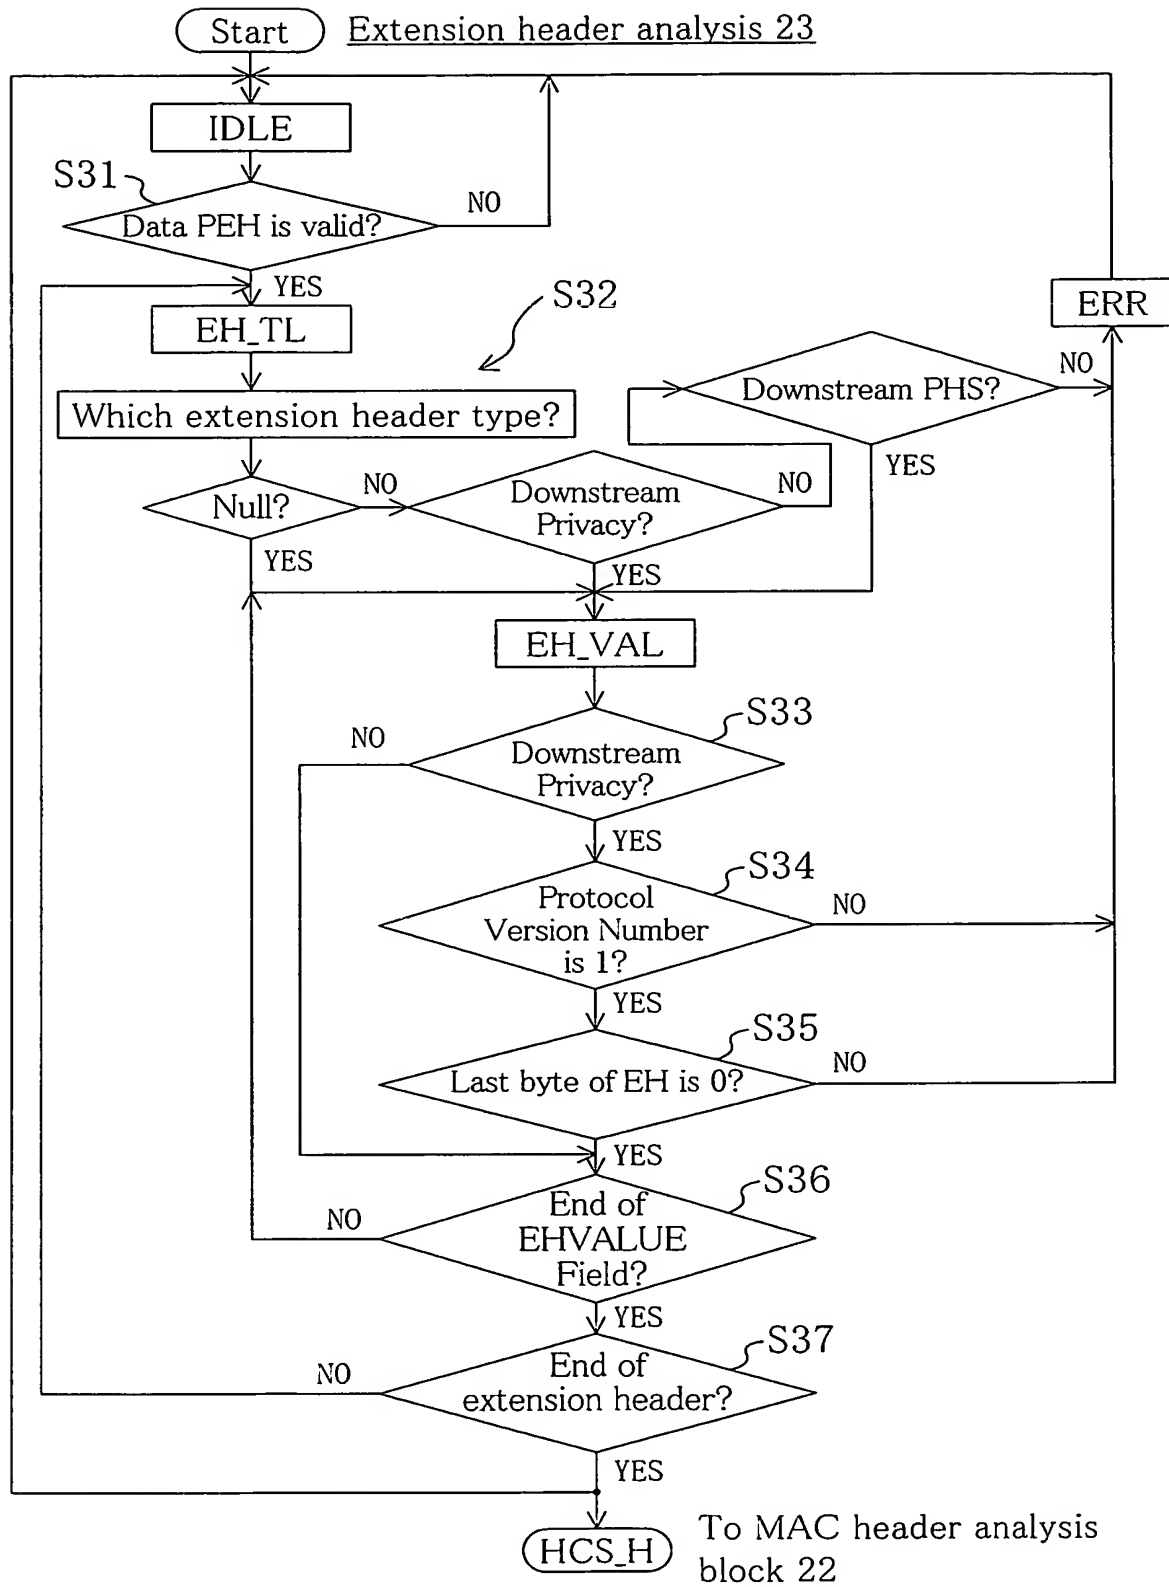 Start
Extension header analysis 23
IDLE
S31
Data PEH is valid?
NO
YES
S32
EH_TL
ERR
Which extension header type?
Downstream PHS?
NO
YES
Null?
NO
Downstream
Privacy?
NO
YES
YES
EH_VAL
S33
NO
Downstream
Privacy?
YES
S34
Protocol
Version Number
is 1?
NO
YES
S35
Last byte of EH is 0?
NO
YES
S36
End of
EHVALUE
Field?
NO
YES
S37
End of
extension header?
NO
YES
HCS_H
To MAC header analysis
block 22